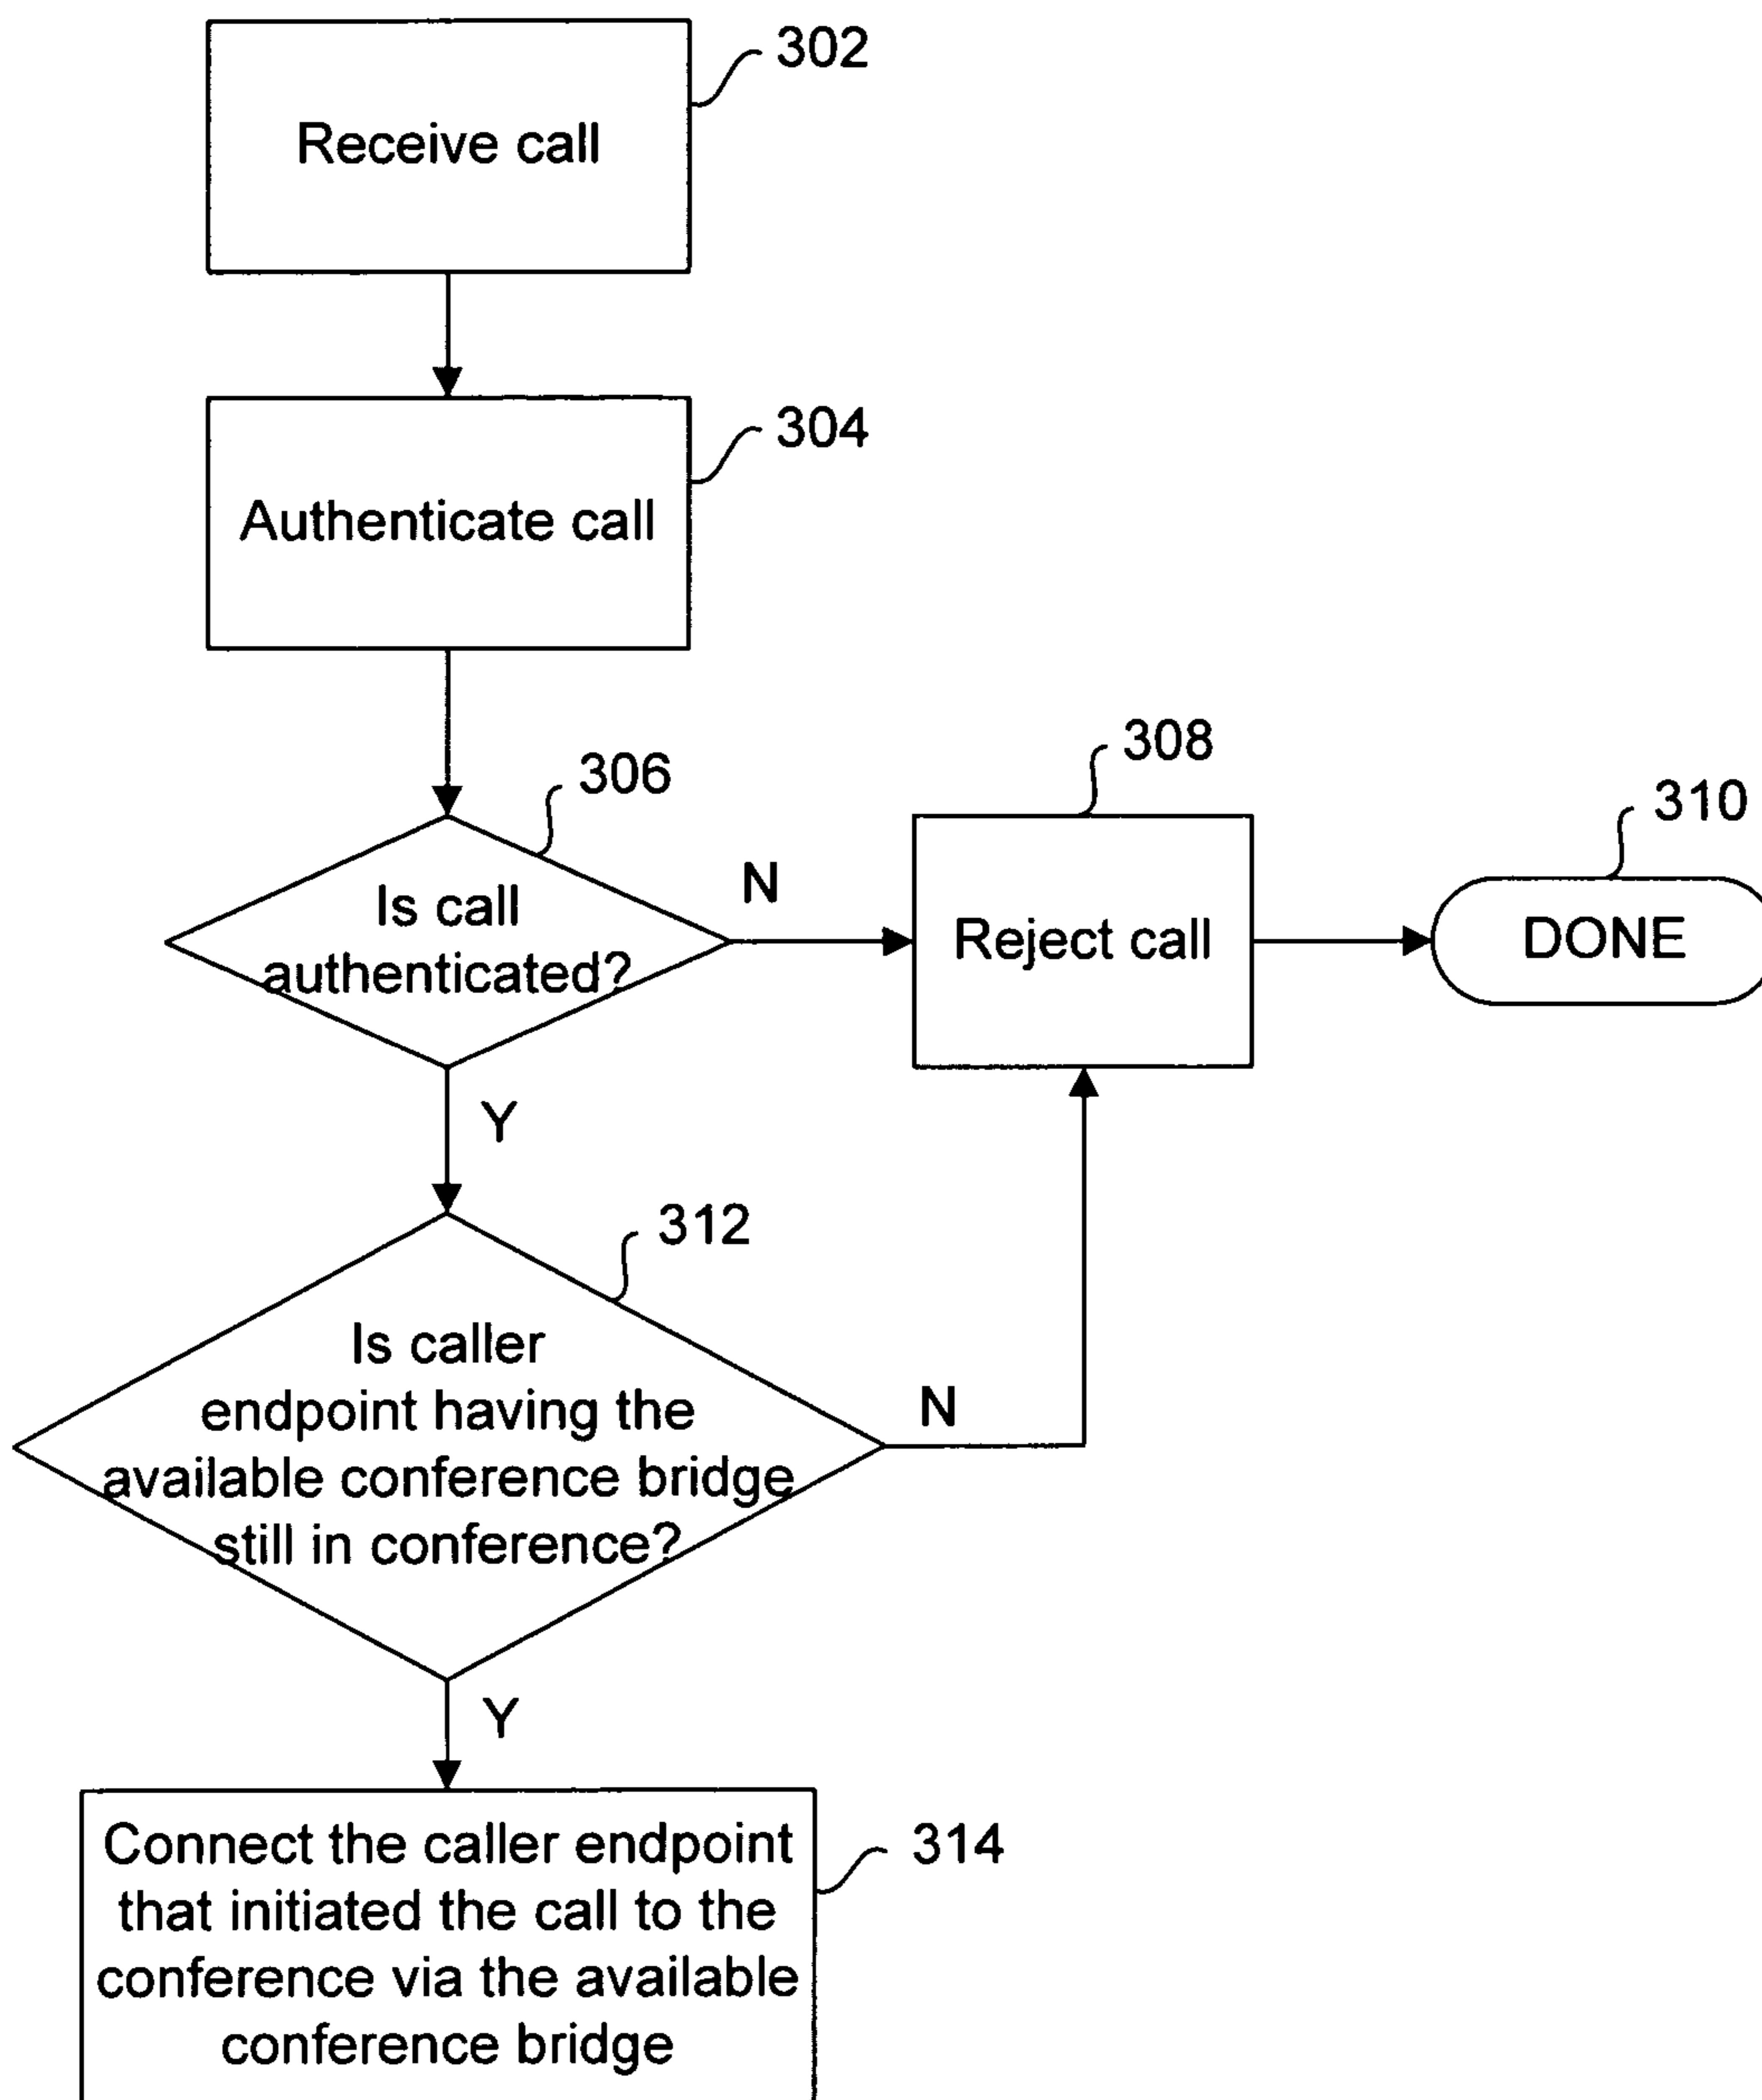 302
Receive call
304
Authenticate call
306
Is call
authenticated?
N
308
Reject call
310
DONE
Y
312
Is caller
endpoint having the
available conference bridge
still in conference?
N
Y
314
Connect the caller endpoint
that initiated the call to the
conference via the available
conference bridge